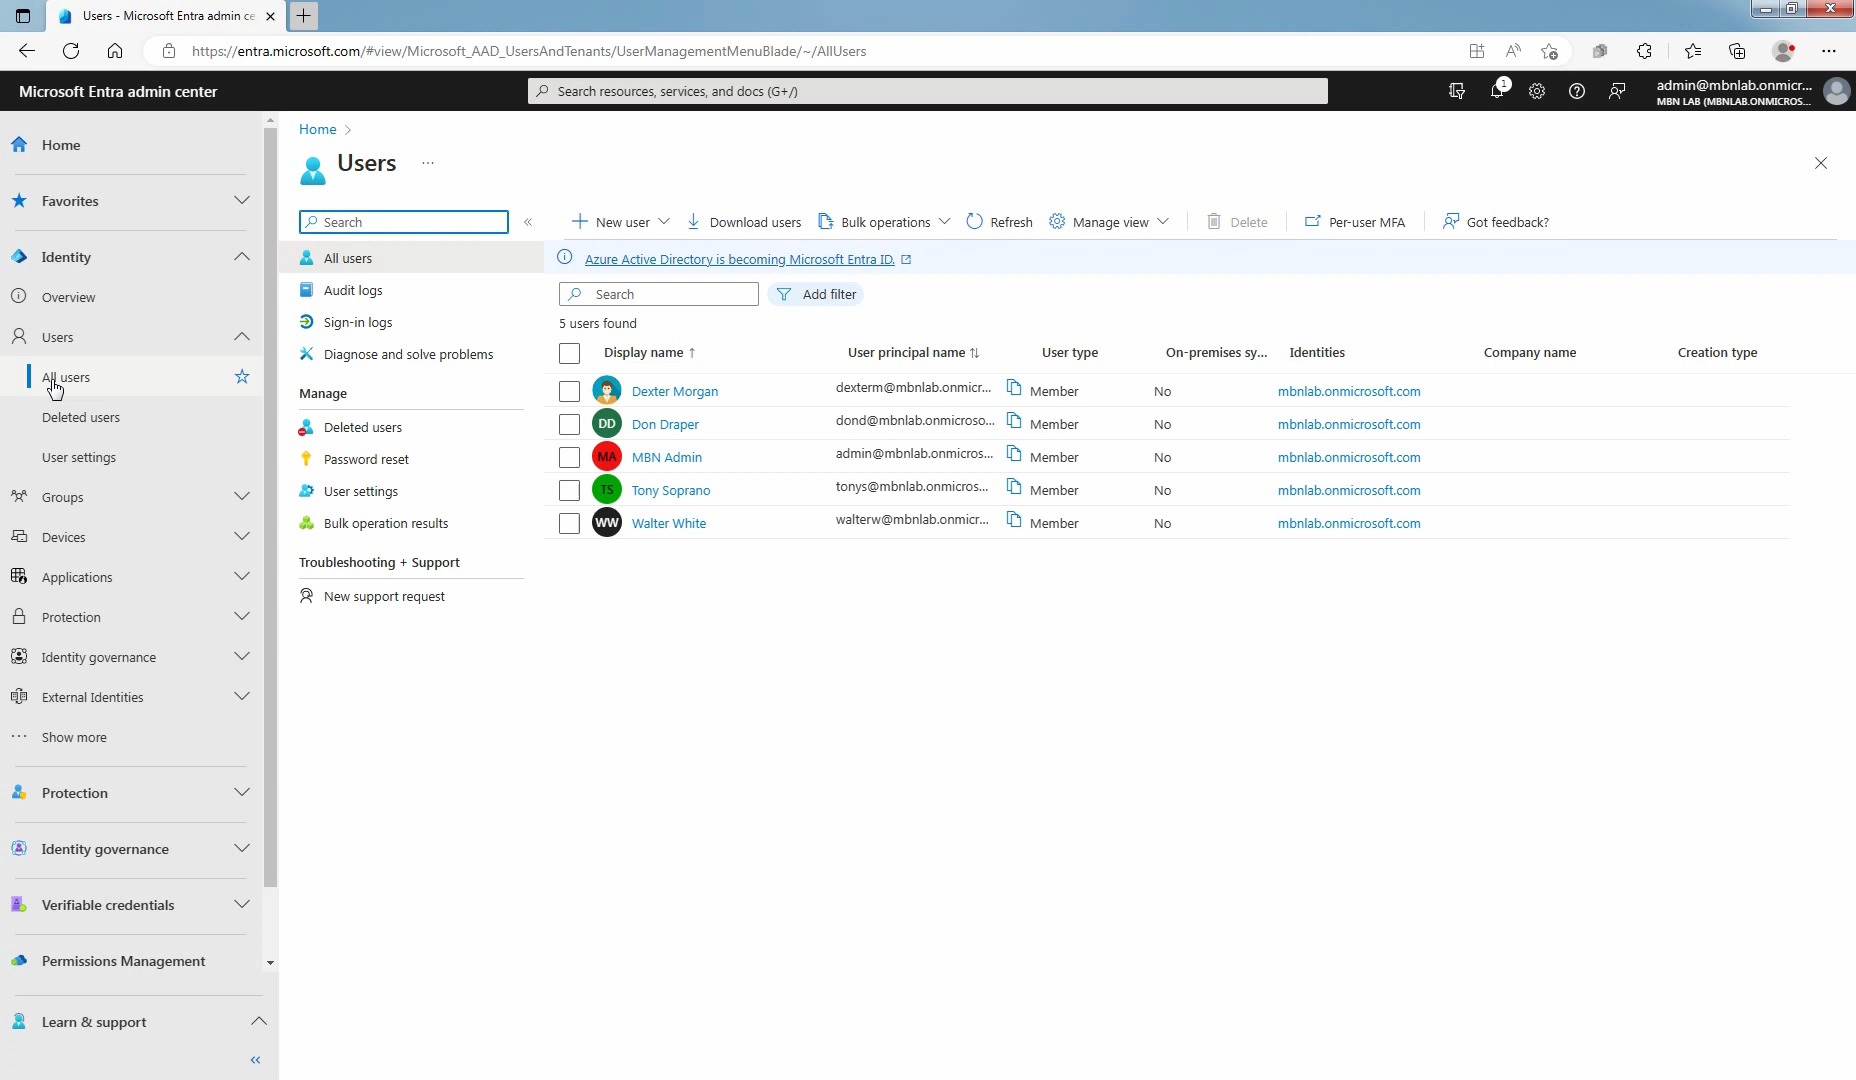 Users - Microsoft Entra admin ce
https://entra.microsoft.com/#view/Microsoft_AAD_UsersAndTenants/UserManagementMenuBlade/~/AllUsers
Microsoft Entra admin center
Search resources, services, and docs (G+/)
1
admin@mbnlab.onmicr...
MBN LAB (MBNLAB.ONMICROS...
Home
Favorites
Identity
Overview
Users
All users
Deleted users
User settings
Groups
Devices
Applications
Protection
Identity governance
External Identities
Show more
Protection
Identity governance
Verifiable credentials
Permissions Management
Learn & support
Home
Users
Search
All users
Audit logs
Sign-in logs
Diagnose and solve problems
Manage
Deleted users
Password reset
User settings
Bulk operation results
Troubleshooting + Support
New support request
New user Download users Bulk operations Refresh Manage view Delete Per-user MFA Got feedback?
Azure Active Directory is becoming Microsoft Entra ID.
Search Add filter
5 users found
Display name ↑ User principal name ↑↓ User type On-premises sy... Identities Company name Creation type
Dexter Morgan dexterm@mbnlab.onmicr... Member No mbnlab.onmicrosoft.com
DD Don Draper dond@mbnlab.onmicroso... Member No mbnlab.onmicrosoft.com
MA MBN Admin admin@mbnlab.onmicros... Member No mbnlab.onmicrosoft.com
TS Tony Soprano tonys@mbnlab.onmicros... Member No mbnlab.onmicrosoft.com
WW Walter White walterw@mbnlab.onmicr... Member No mbnlab.onmicrosoft.com